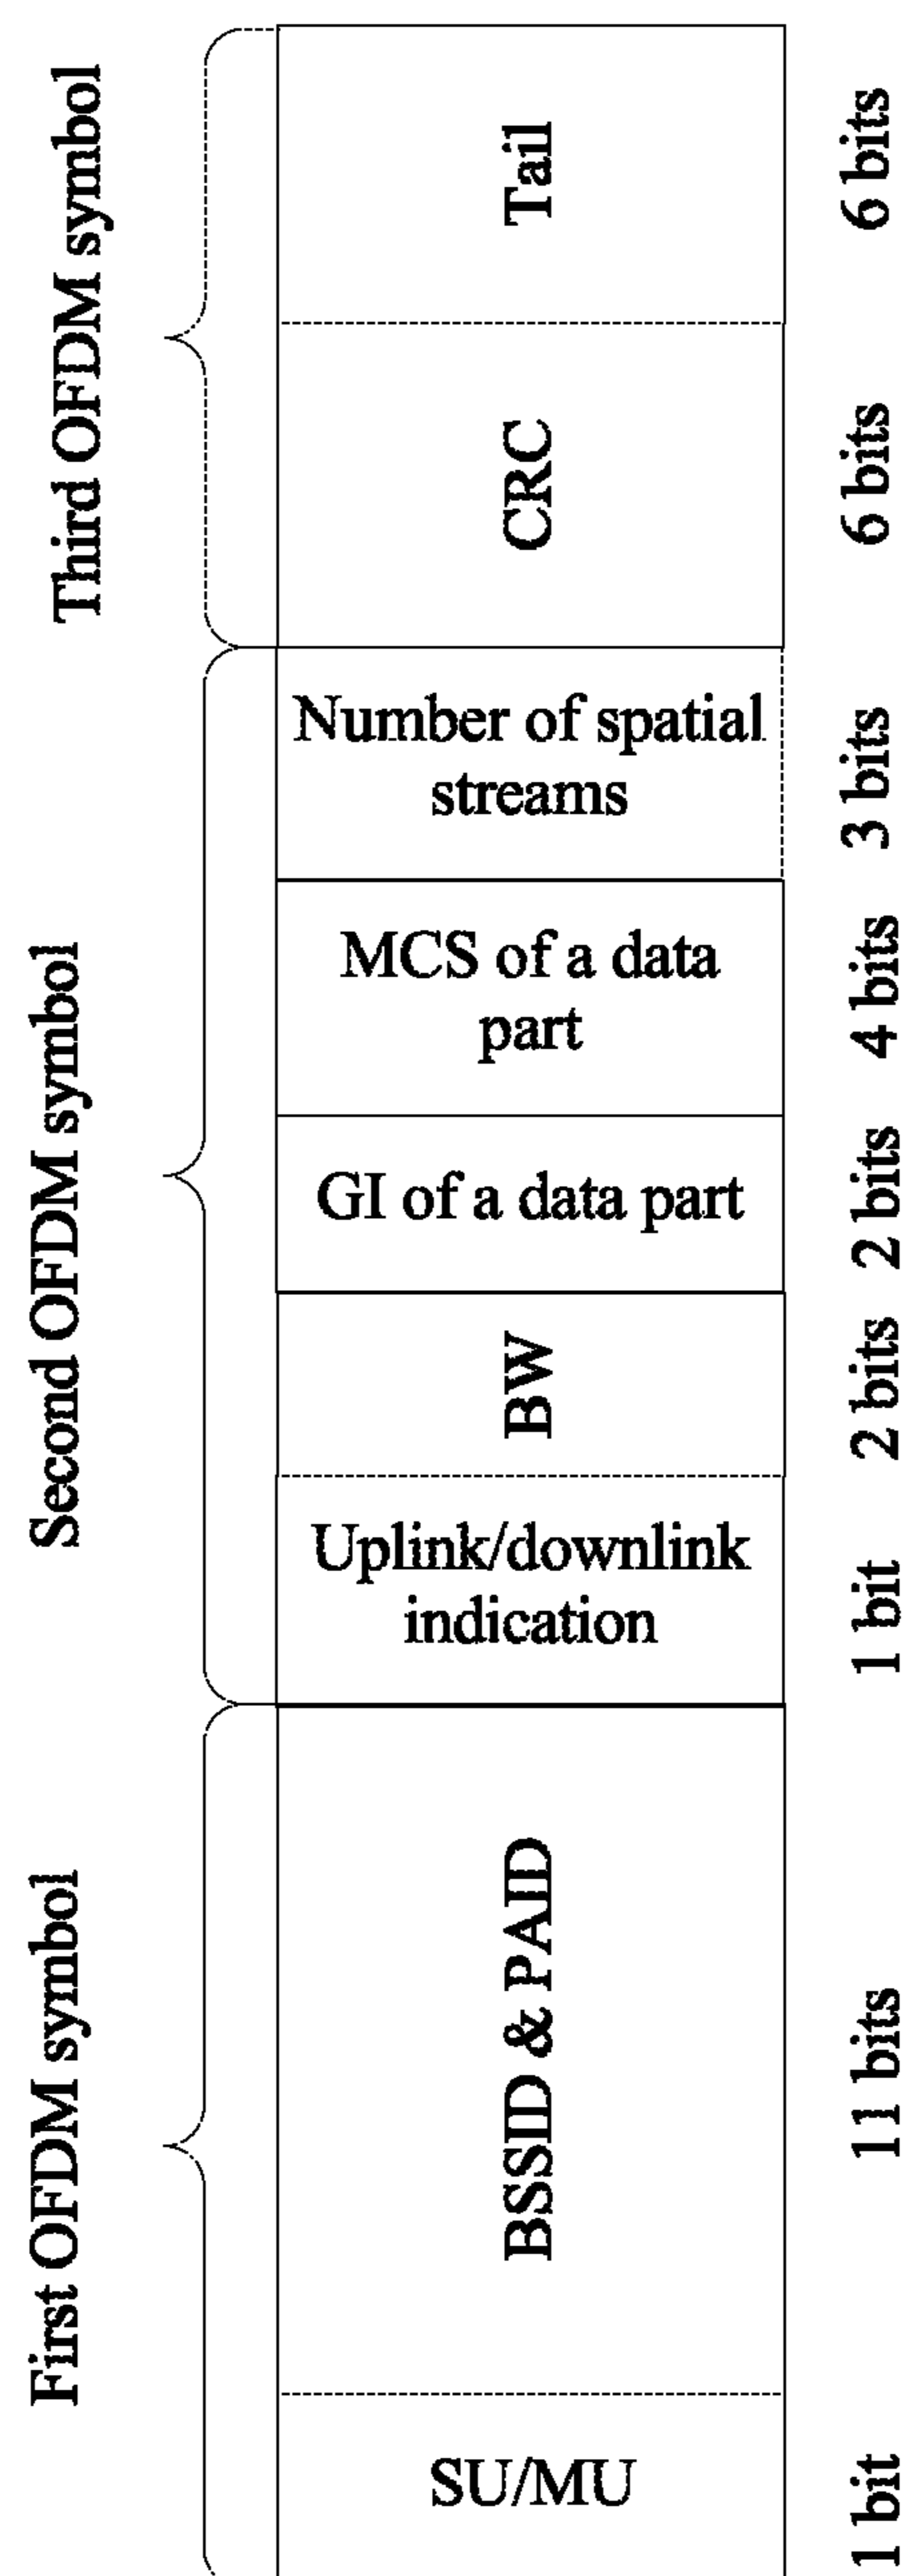 First OFDM symbol
Second OFDM symbol
Third OFDM symbol
SU/MU
BSSID & PAID
Uplink/downlink
indication
BW
GI of a data part
MCS of a data
part
Number of spatial
streams
CRC
Tail
1 bit
11 bits
1 bit
2 bits
2 bits
4 bits
3 bits
6 bits
6 bits